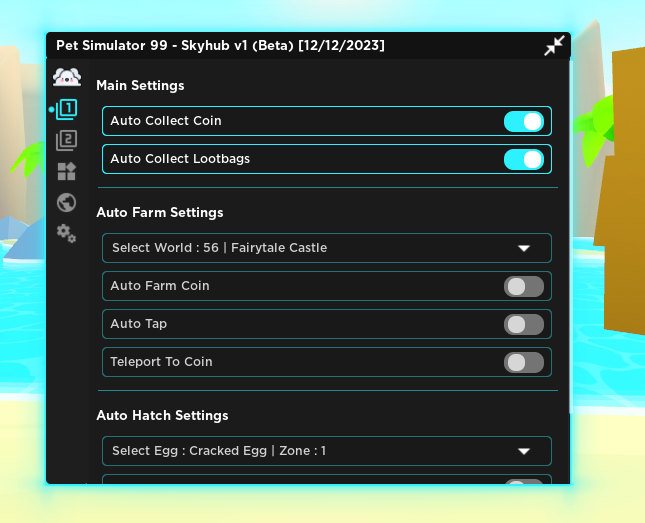 Pet Simulator 99 - Skyhub v1 (Beta) [12/12/2023]
1
2
Main Settings
Auto Collect Coin
Auto Collect Lootbags
Auto Farm Settings
Select World : 56 | Fairytale Castle
Auto Farm Coin
Auto Tap
Teleport To Coin
Auto Hatch Settings
Select Egg : Cracked Egg | Zone : 1